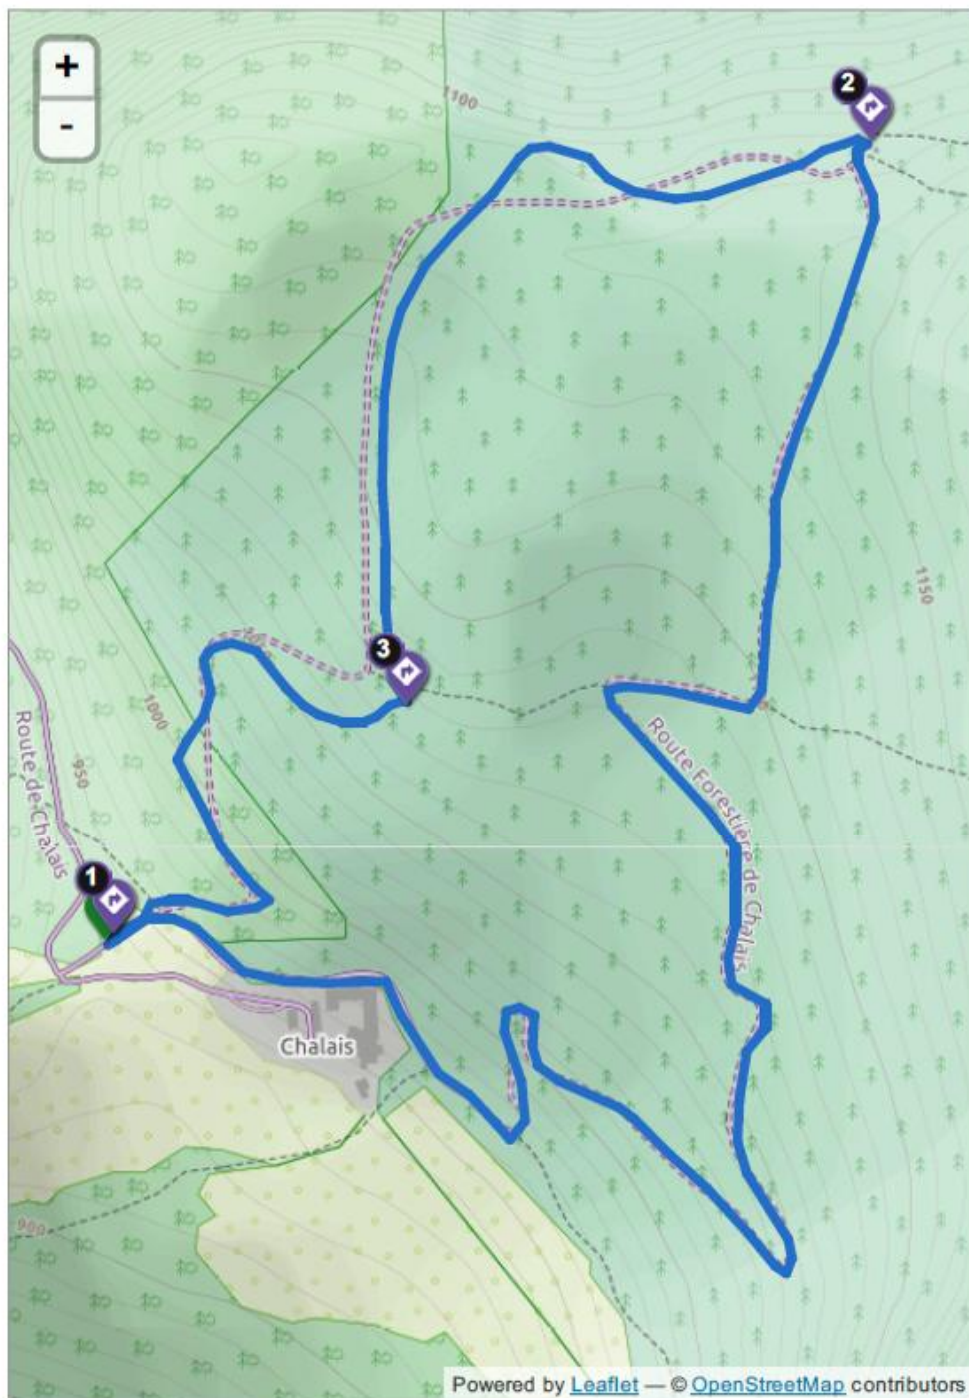 +
-
1100
2
1150
3
1000
Route de Chalais
950
Route Forestière de Chalais
1
Chalais
900
Powered by Leaflet — © OpenStreetMap contributors